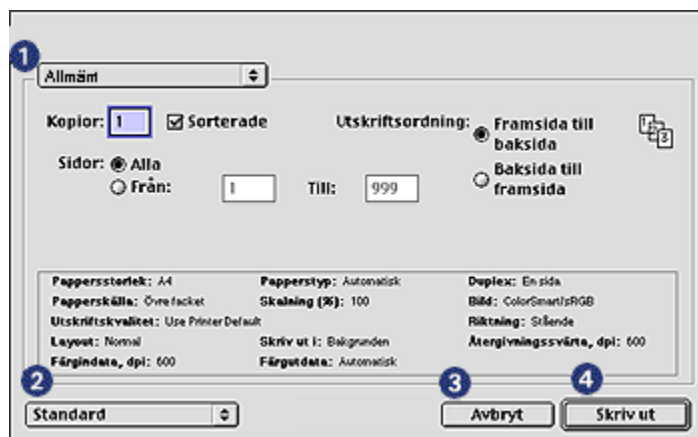 1
Allmänt
Kopior: 1 Sorterade Utskriftsordning: Framsida till baksida
1 3
Sidor: Alla
Från: 1 Till: 999
Baksida till framsida
Pappersstorlek: A4 Papperstyp: Automatisk Duplex: En sida
Papperskälla: Övre facket Skalning (%): 100 Bild: ColorSmart/sRGB
Utskriftskvalitet: Use Printer Default Riktning: Stående
Layout: Normal Skriv ut i: Bakgrunden Återgivningssvärta, dpi: 600
Färgindata, dpi: 600 Färgutdata: Automatisk
2 3 4
Standard Avbryt Skriv ut